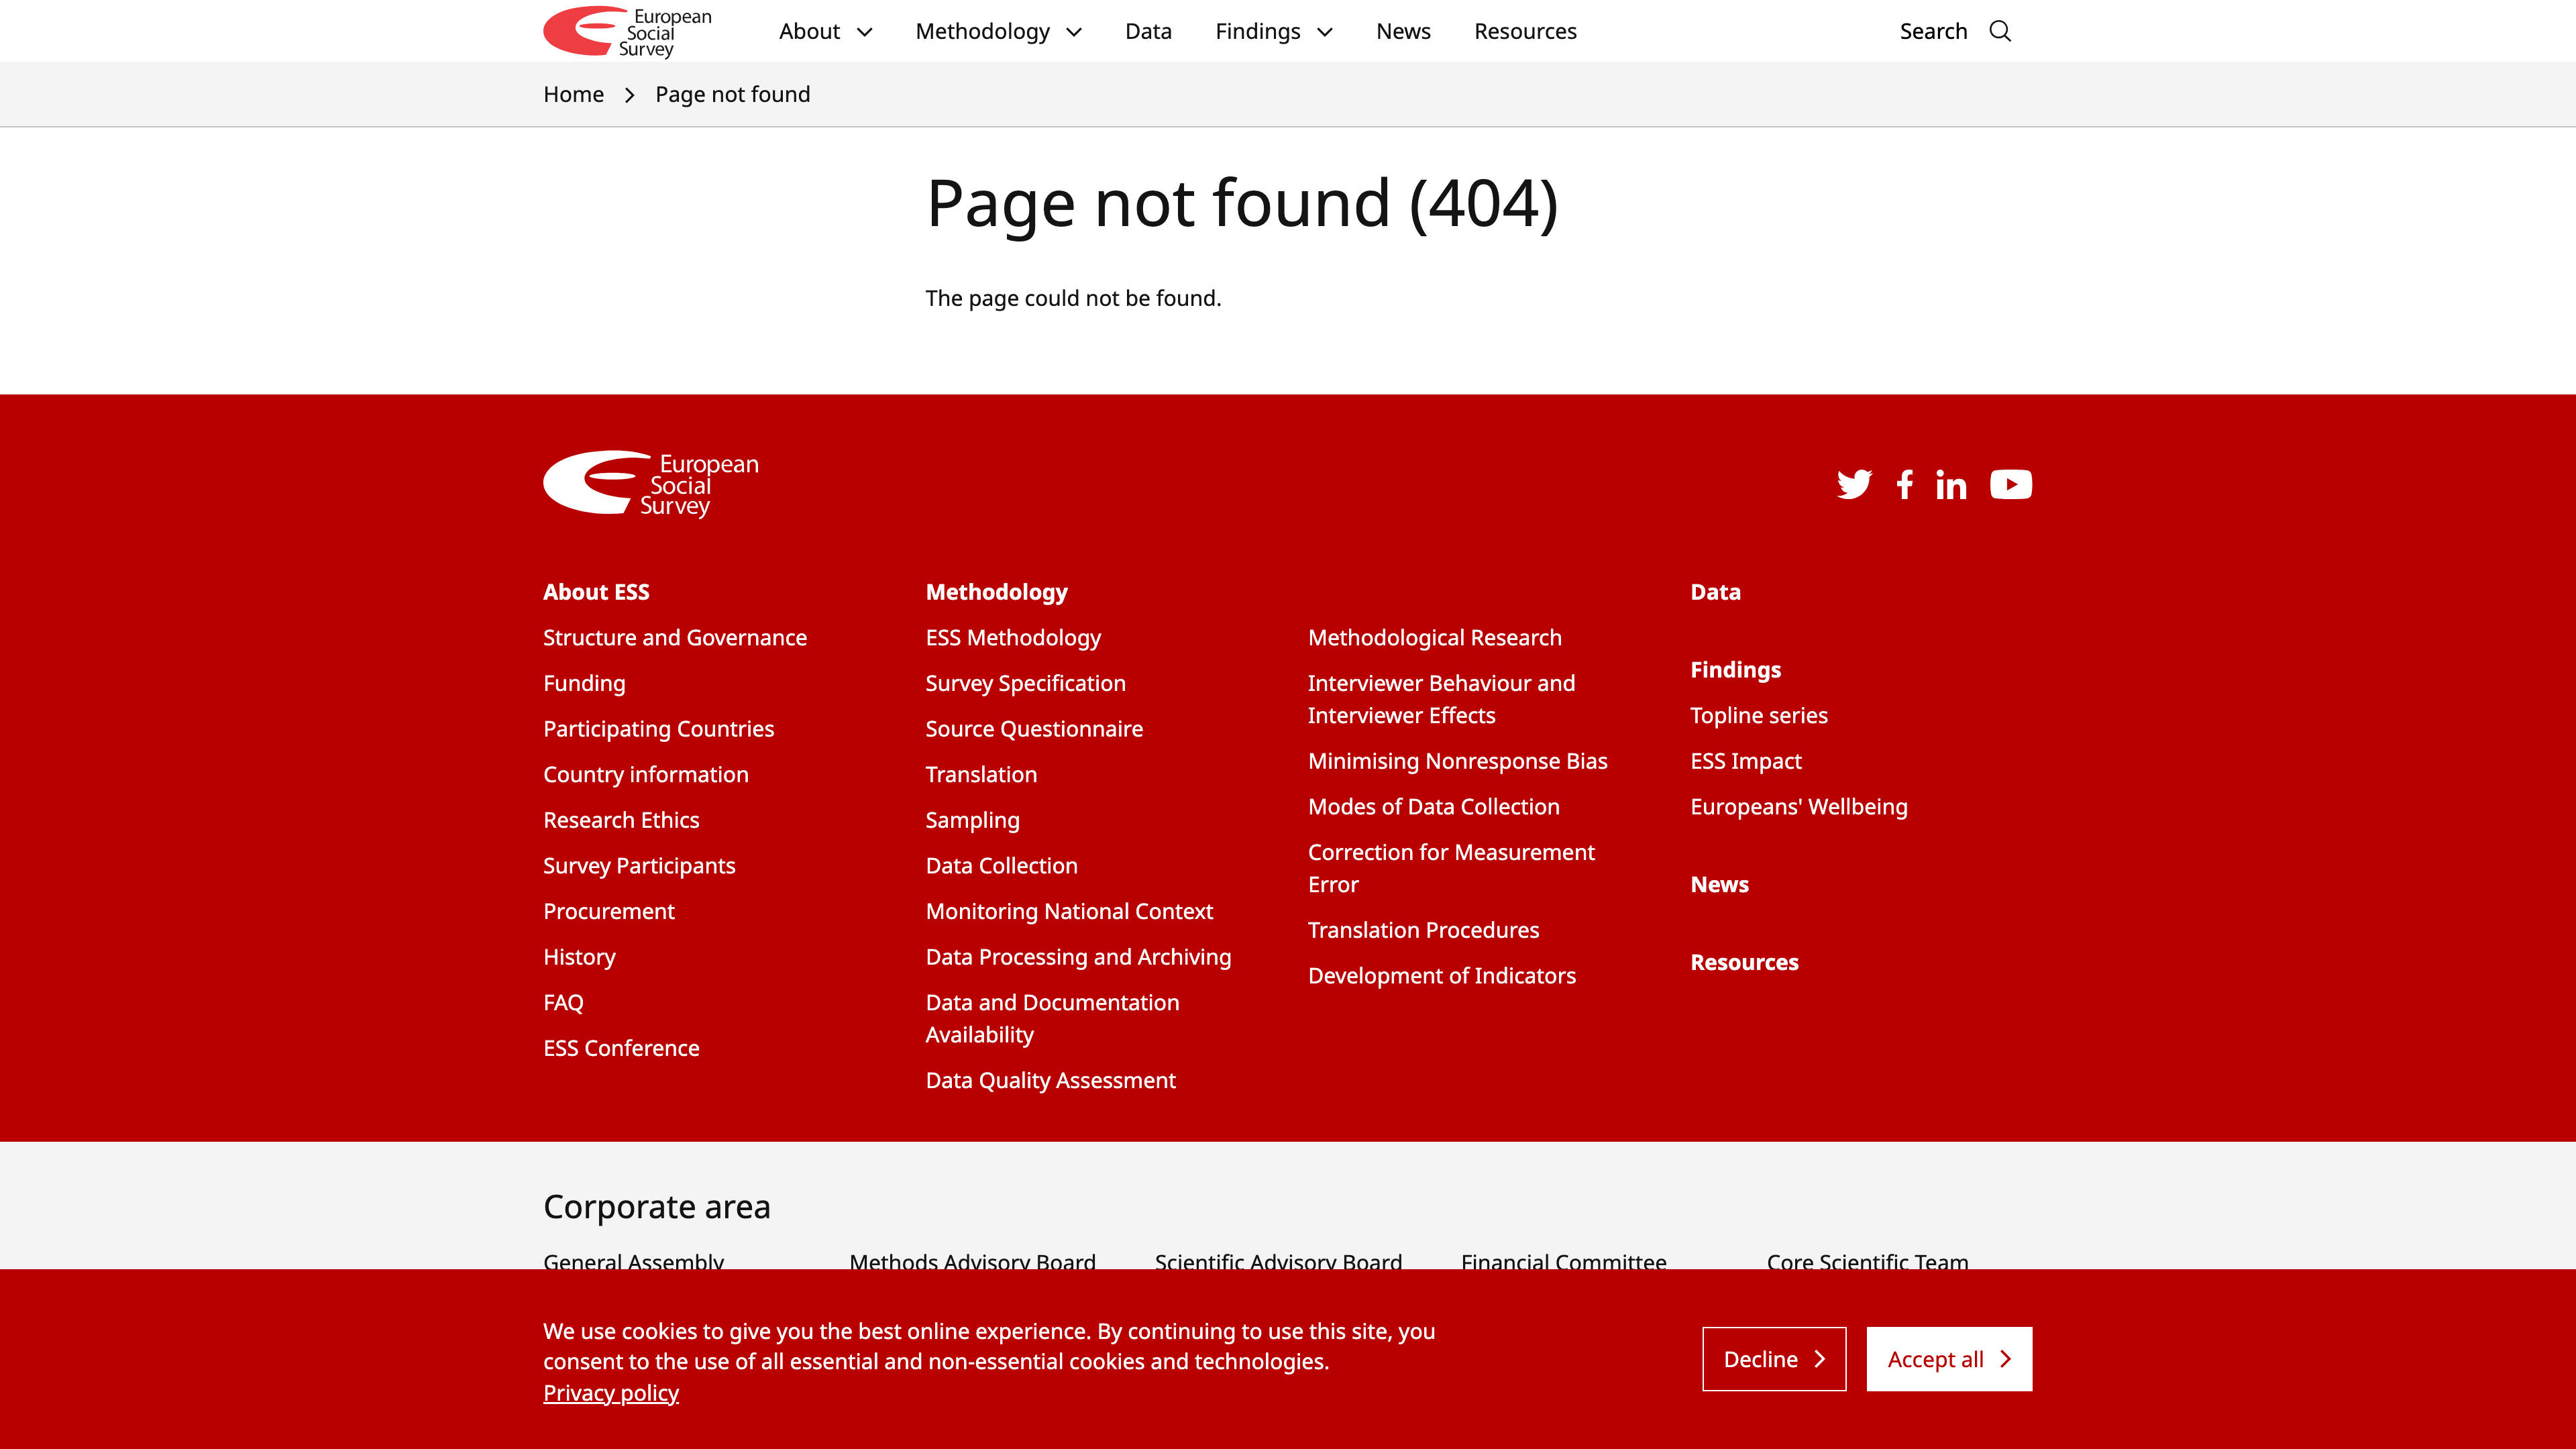 European
Social
Survey
About
Methodology
Data
Findings
News
Resources
Search
Home
Page not found
Page not found (404)
The page could not be found.
European
Social
Survey
About ESS
Structure and Governance
Funding
Participating Countries
Country information
Research Ethics
Survey Participants
Procurement
History
FAQ
ESS Conference
Methodology
ESS Methodology
Survey Specification
Source Questionnaire
Translation
Sampling
Data Collection
Monitoring National Context
Data Processing and Archiving
Data and Documentation
Availability
Data Quality Assessment
Methodological Research
Interviewer Behaviour and
Interviewer Effects
Minimising Nonresponse Bias
Modes of Data Collection
Correction for Measurement
Error
Translation Procedures
Development of Indicators
Data
Findings
Topline series
ESS Impact
Europeans' Wellbeing
News
Resources
Corporate area
General Assembly
Methods Advisory Board
Scientific Advisory Board
Financial Committee
Core Scientific Team
We use cookies to give you the best online experience. By continuing to use this site, you
consent to the use of all essential and non-essential cookies and technologies.
Privacy policy
Decline
Accept all